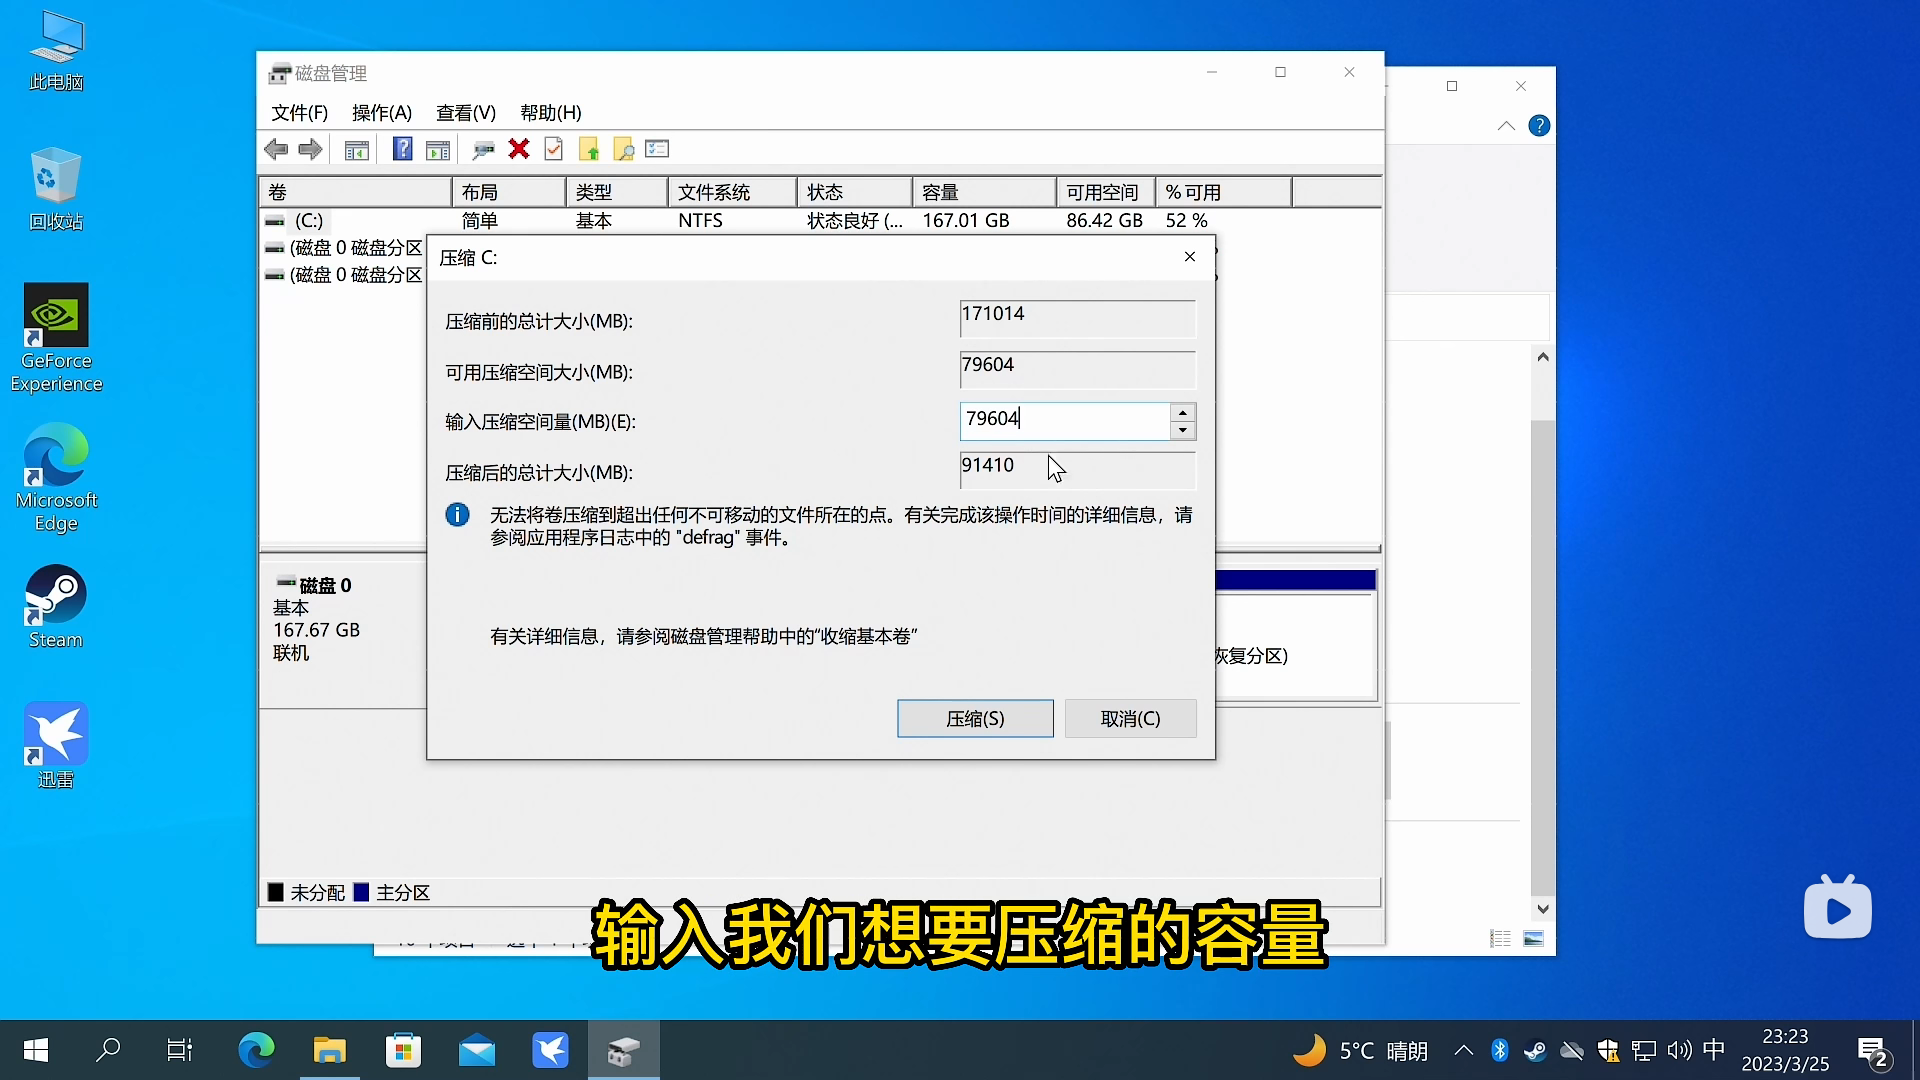 此电脑
回收站
GeForce
Experience
Microsoft
Edge
Steam
迅雷
磁盘管理
文件(F) 操作(A) 查看(V) 帮助(H)
卷 布局 类型 文件系统 状态 容量 可用空间 % 可用
(C:) 简单 基本 NTFS 状态良好 (... 167.01 GB 86.42 GB 52 %
(磁盘 0 磁盘分区
(磁盘 0 磁盘分区
压缩 C:
压缩前的总计大小(MB): 171014
可用压缩空间大小(MB): 79604
输入压缩空间量(MB)(E): 79604
压缩后的总计大小(MB): 91410
无法将卷压缩到超出任何不可移动的文件所在的点。有关完成该操作时间的详细信息，请
参阅应用程序日志中的 "defrag" 事件。
有关详细信息，请参阅磁盘管理帮助中的“收缩基本卷”
压缩(S) 取消(C)
磁盘 0
基本
167.67 GB
联机
恢复分区)
未分配 主分区
输入我们想要压缩的容量
5°C 晴朗
中
23:23
2023/3/25
2